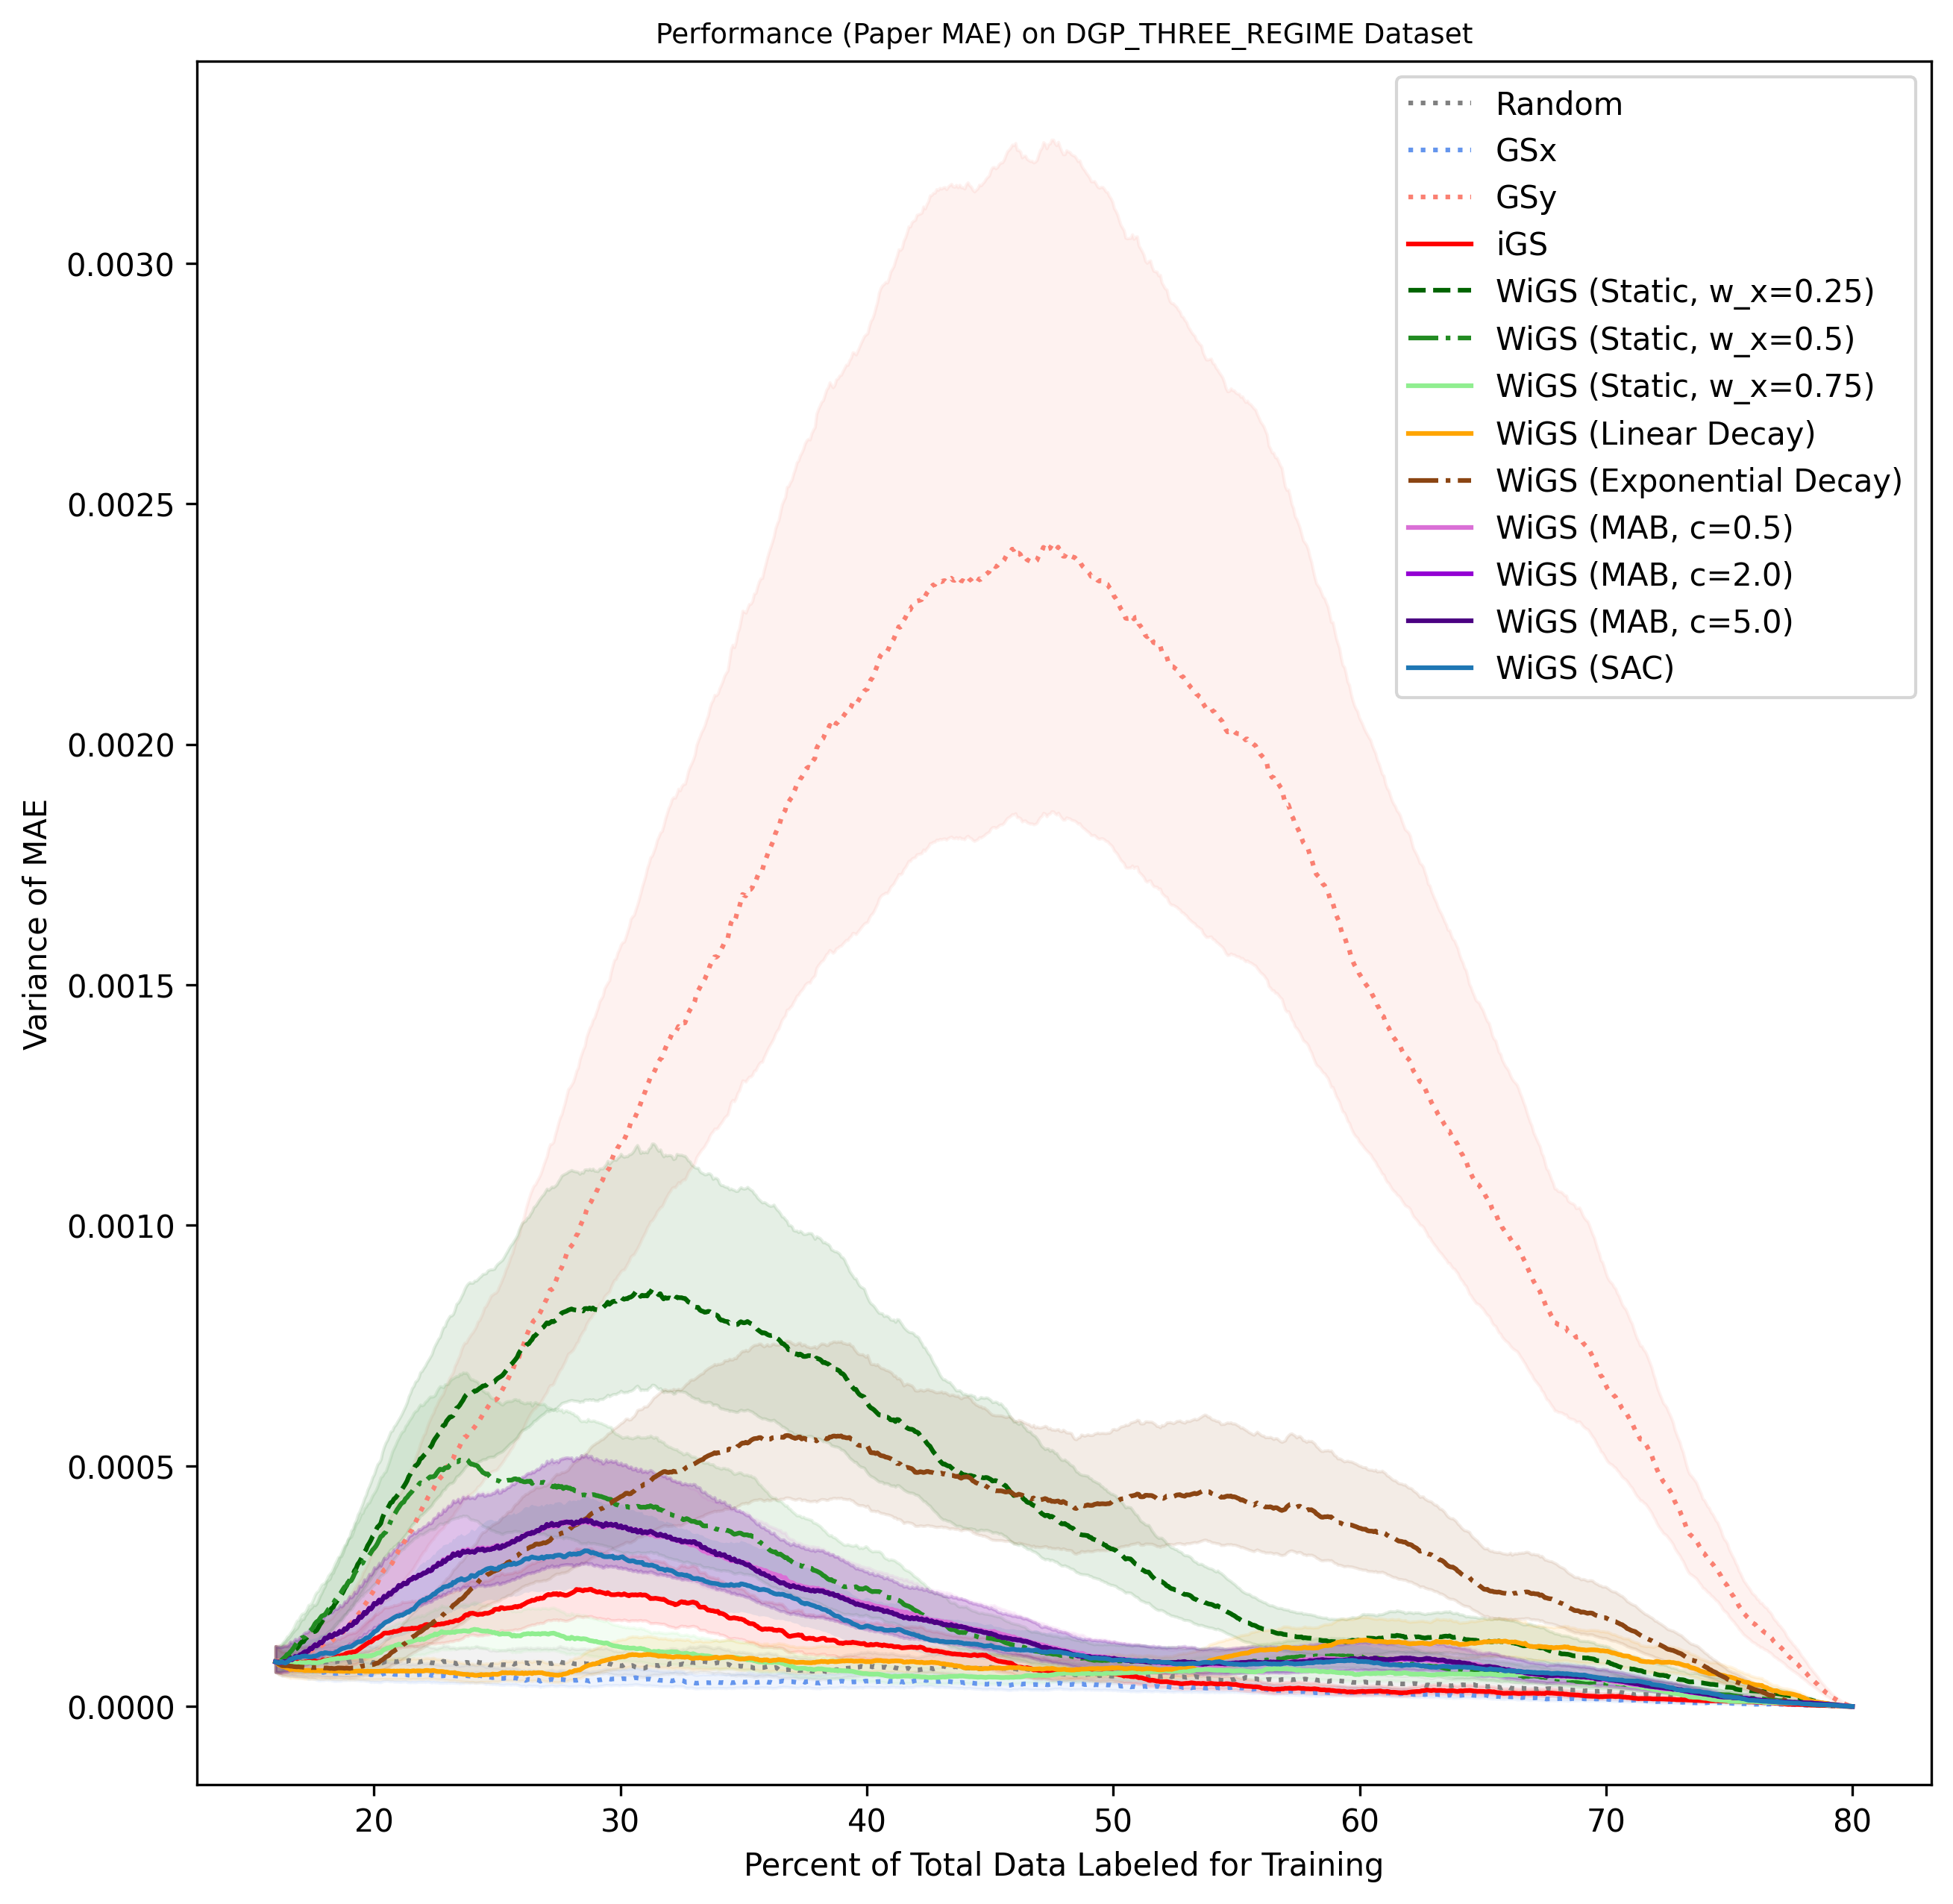 Performance (Paper MAE) on DGP_THREE_REGIME Dataset
Random
GSx
GSy
iGS
WiGS (Static, w_x=0.25)
WiGS (Static, w_x=0.5)
WiGS (Static, w_x=0.75)
WiGS (Linear Decay)
WiGS (Exponential Decay)
WiGS (MAB, c=0.5)
WiGS (MAB, c=2.0)
WiGS (MAB, c=5.0)
WiGS (SAC)
Variance of MAE
0.0030
0.0025
0.0020
0.0015
0.0010
0.0005
0.0000
20 30 40 50 60 70 80
Percent of Total Data Labeled for Training